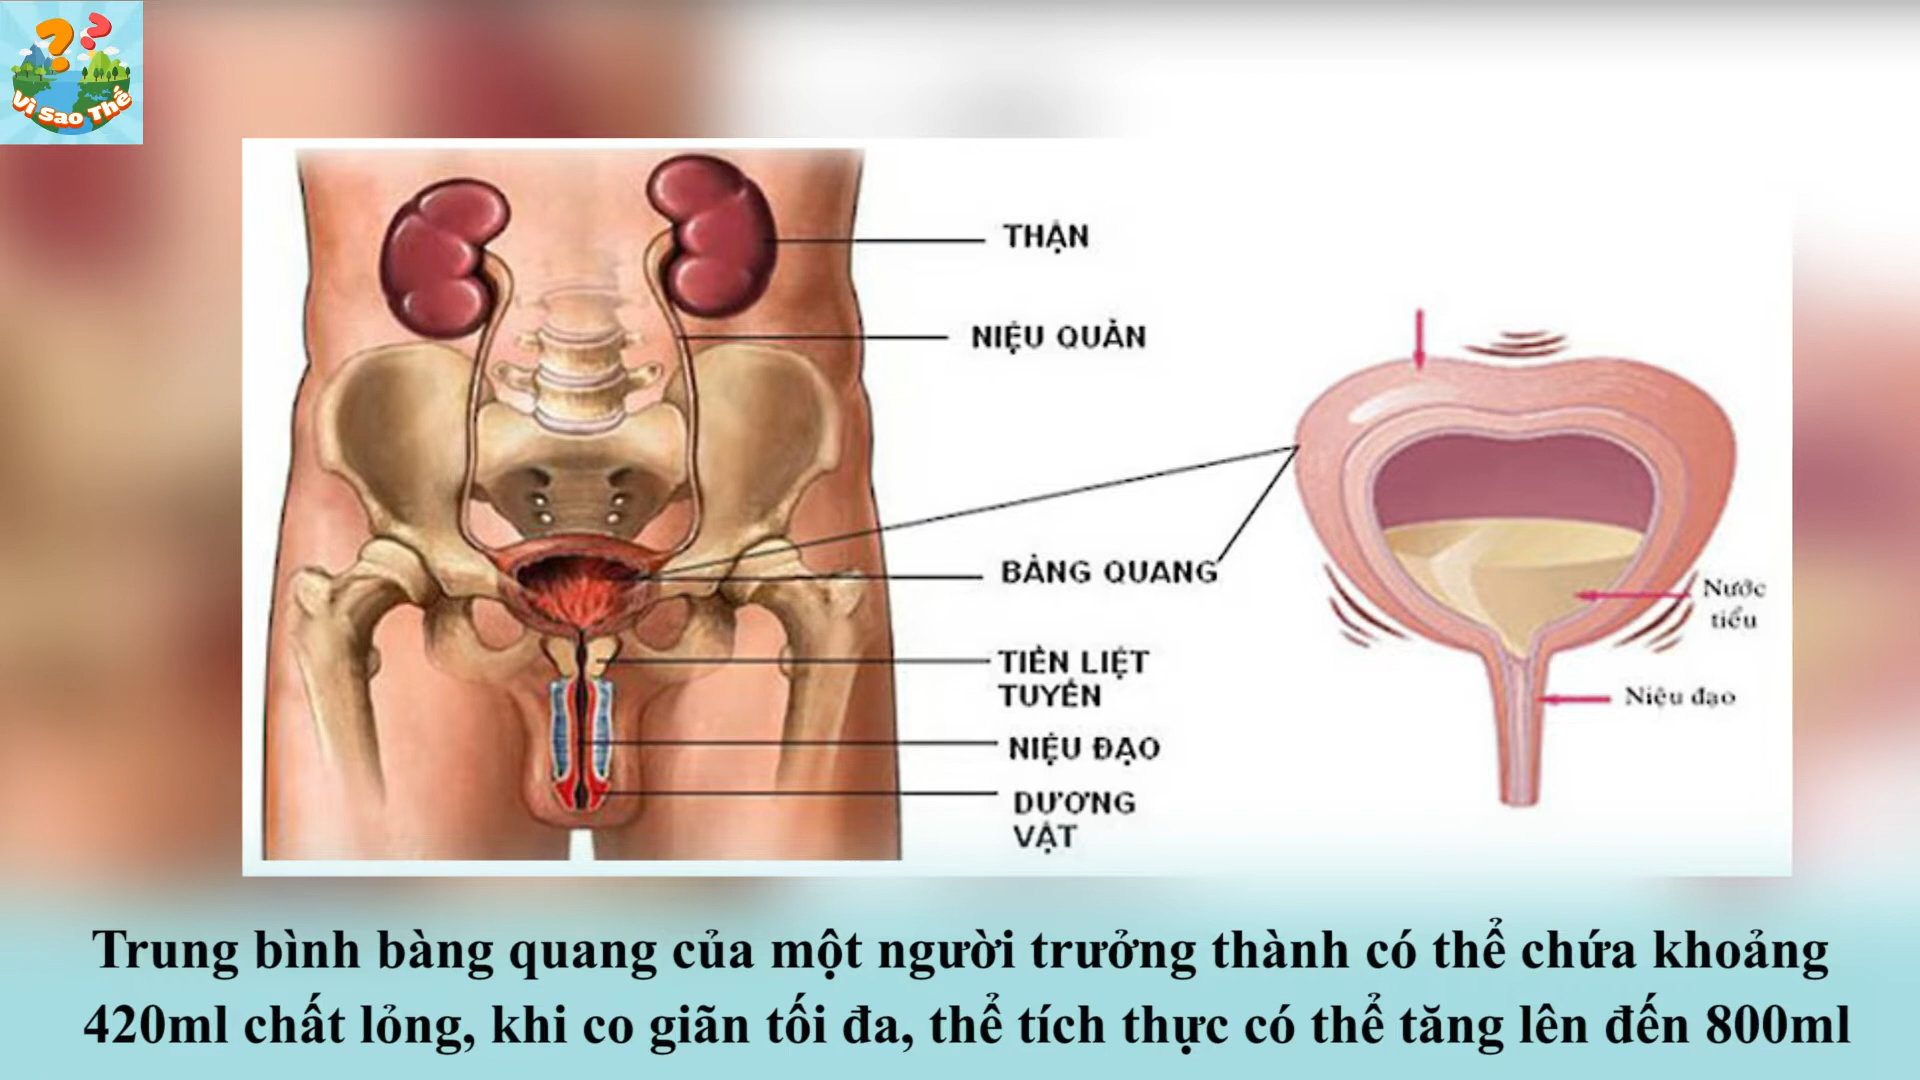 Vì Sao Thế
THẬN
NIỆU QUẢN
BÀNG QUANG
TIỀN LIỆT
TUYẾN
NIỆU ĐẠO
DƯƠNG
VẬT
Nước
tiểu
Niệu đạo
Trung bình bàng quang của một người trưởng thành có thể chứa khoảng
420ml chất lỏng, khi co giãn tối đa, thể tích thực có thể tăng lên đến 800ml